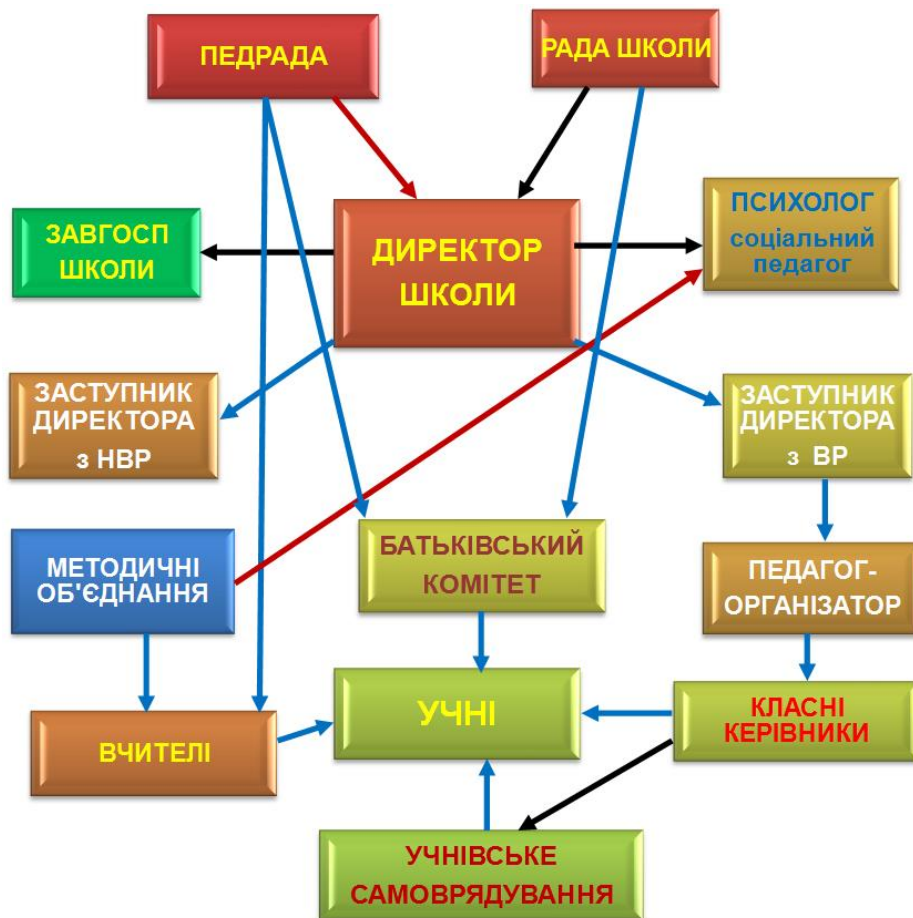 ПЕДРАДА
РАДА ШКОЛИ
ЗАВГОСП
ШКОЛИ
ДИРЕКТОР
ШКОЛИ
ПСИХОЛОГ
соціальний
педагог
ЗАСТУПНИК
ДИРЕКТОРА
з НВР
ЗАСТУПНИК
ДИРЕКТОРА
з ВР
МЕТОДИЧНІ
ОБ'ЄДНАННЯ
БАТЬКІВСЬКИЙ
КОМІТЕТ
ПЕДАГОГ-
ОРГАНІЗАТОР
ВЧИТЕЛІ
УЧНІ
КЛАСНІ
КЕРІВНИКИ
УЧНІВСЬКЕ
САМОВРЯДУВАННЯ